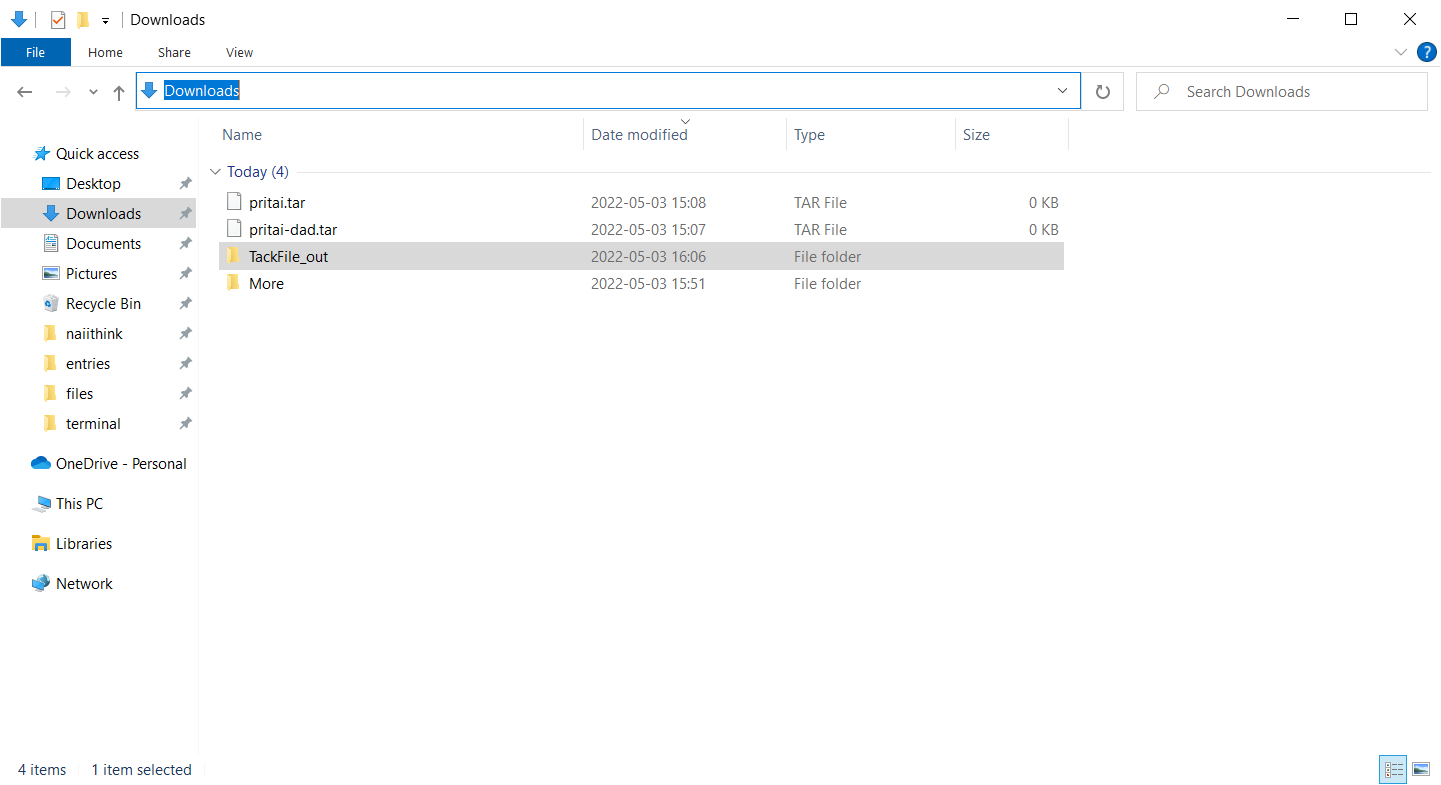 Downloads
File Home Share View
Downloads Search Downloads
Name Date modified Type Size
Quick access
Desktop
Downloads
Documents
Pictures
Recycle Bin
naiithink
entries
files
terminal
OneDrive - Personal
This PC
Libraries
Network
Today (4)
pritai.tar 2022-05-03 15:08 TAR File 0 KB
pritai-dad.tar 2022-05-03 15:07 TAR File 0 KB
TackFile_out 2022-05-03 16:06 File folder
More 2022-05-03 15:51 File folder
4 items 1 item selected